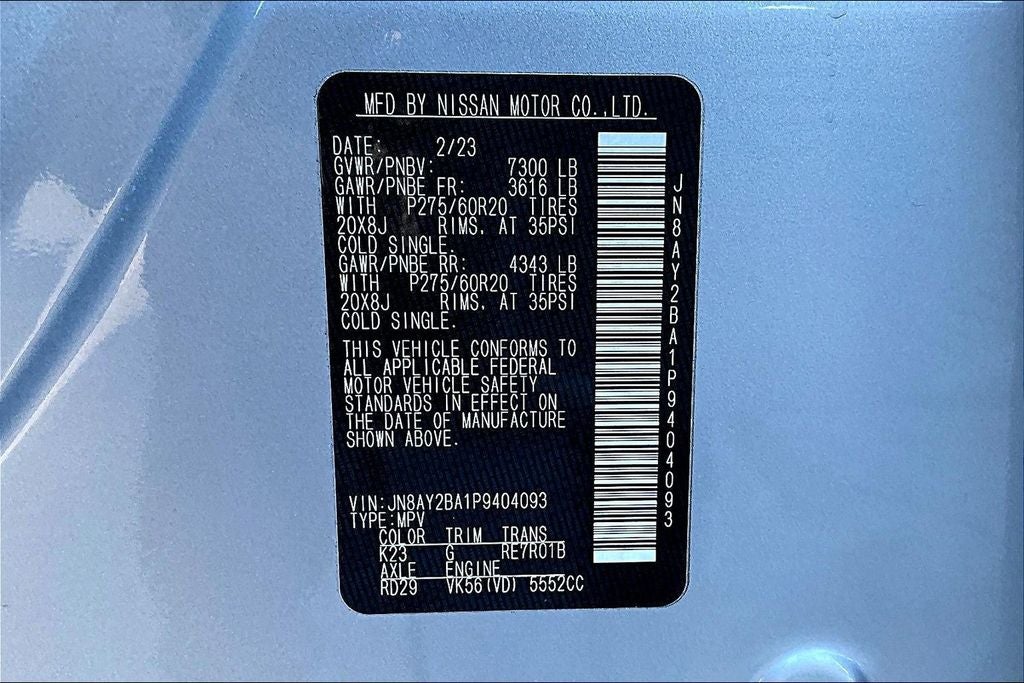 MFD BY NISSAN MOTOR CO.,LTD.
DATE: 2/23
GVWR/PNBV: 7300 LB
GAWR/PNBE FR: 3616 LB
WITH P275/60R20 TIRES
20X8J RIMS, AT 35PSI
COLD SINGLE.
GAWR/PNBE RR: 4343 LB
WITH P275/60R20 TIRES
20X8J RIMS, AT 35PSI
COLD SINGLE.
THIS VEHICLE CONFORMS TO
ALL APPLICABLE FEDERAL
MOTOR VEHICLE SAFETY
STANDARDS IN EFFECT ON
THE DATE OF MANUFACTURE
SHOWN ABOVE.
VIN:JN8AY2BA1P9404093
TYPE:MPV
COLOR TRIM TRANS
K23 G RE7R01B
AXLE ENGINE
RD29 VK56(VD) 5552CC
JN8AY2BA1P9404093